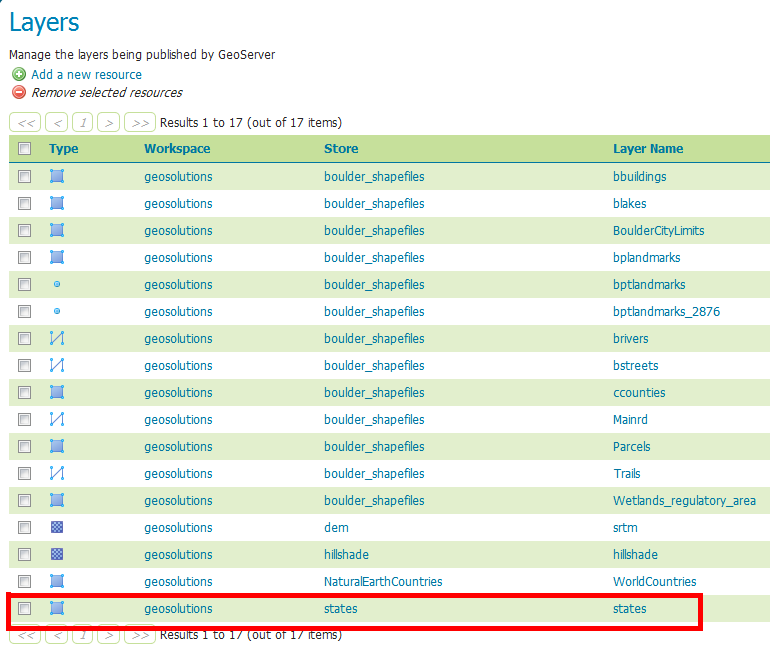 Layers
Manage the layers being published by GeoServer
Add a new resource
Remove selected resources
<< < 1 > >> Results 1 to 17 (out of 17 items)
Type Workspace Store Layer Name
geosolutions boulder_shapefiles bbuildings
geosolutions boulder_shapefiles blakes
geosolutions boulder_shapefiles BoulderCityLimits
geosolutions boulder_shapefiles bplandmarks
geosolutions boulder_shapefiles bptlandmarks
geosolutions boulder_shapefiles bptlandmarks_2876
geosolutions boulder_shapefiles brivers
geosolutions boulder_shapefiles bstreets
geosolutions boulder_shapefiles ccounties
geosolutions boulder_shapefiles Mainrd
geosolutions boulder_shapefiles Parcels
geosolutions boulder_shapefiles Trails
geosolutions boulder_shapefiles Wetlands_regulatory_area
geosolutions dem srtm
geosolutions hillshade hillshade
geosolutions NaturalEarthCountries WorldCountries
geosolutions states states
<< < 1 > >> Results 1 to 17 (out of 17 items)